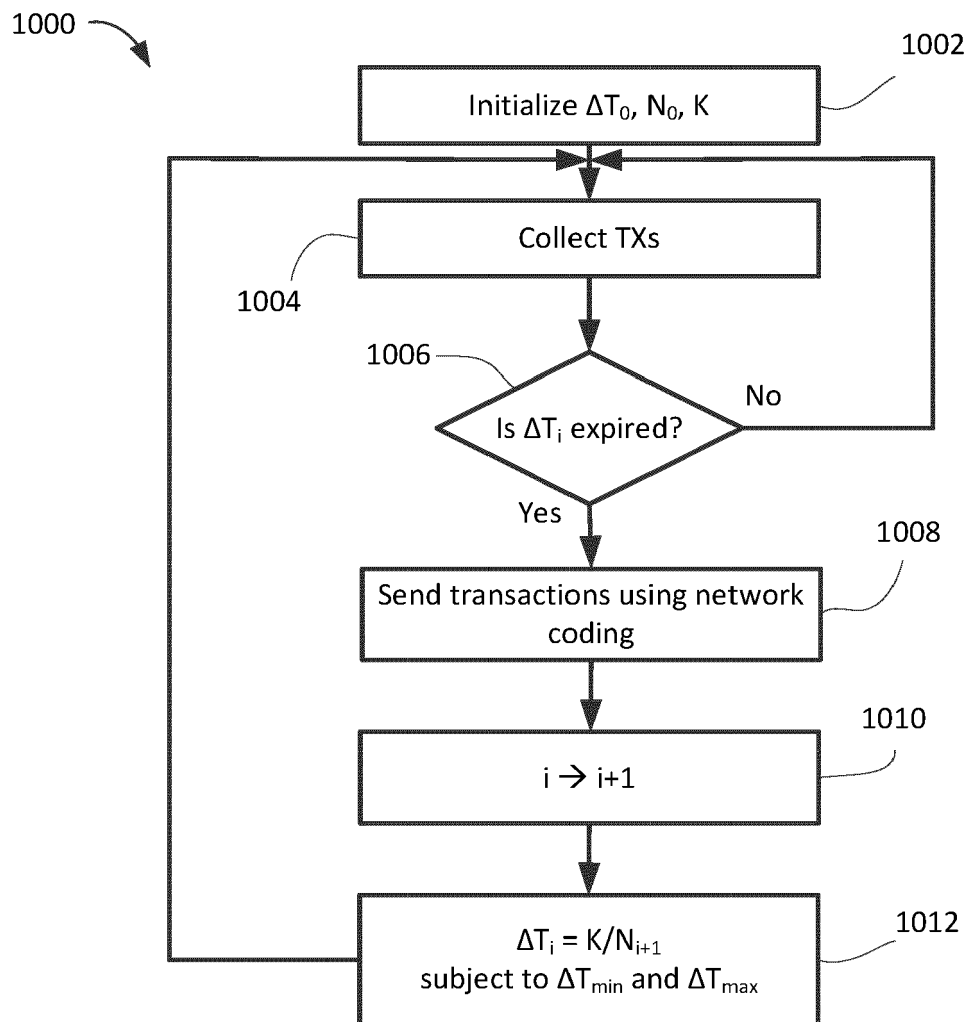 1000
1002
Initialize ΔT₀, N₀, K
Collect TXs
1004
1006
Is ΔTᵢ expired?
No
Yes
1008
Send transactions using network
coding
1010
i → i+1
1012
ΔTᵢ = K/Nᵢ₊₁
subject to ΔTmin and ΔTmax